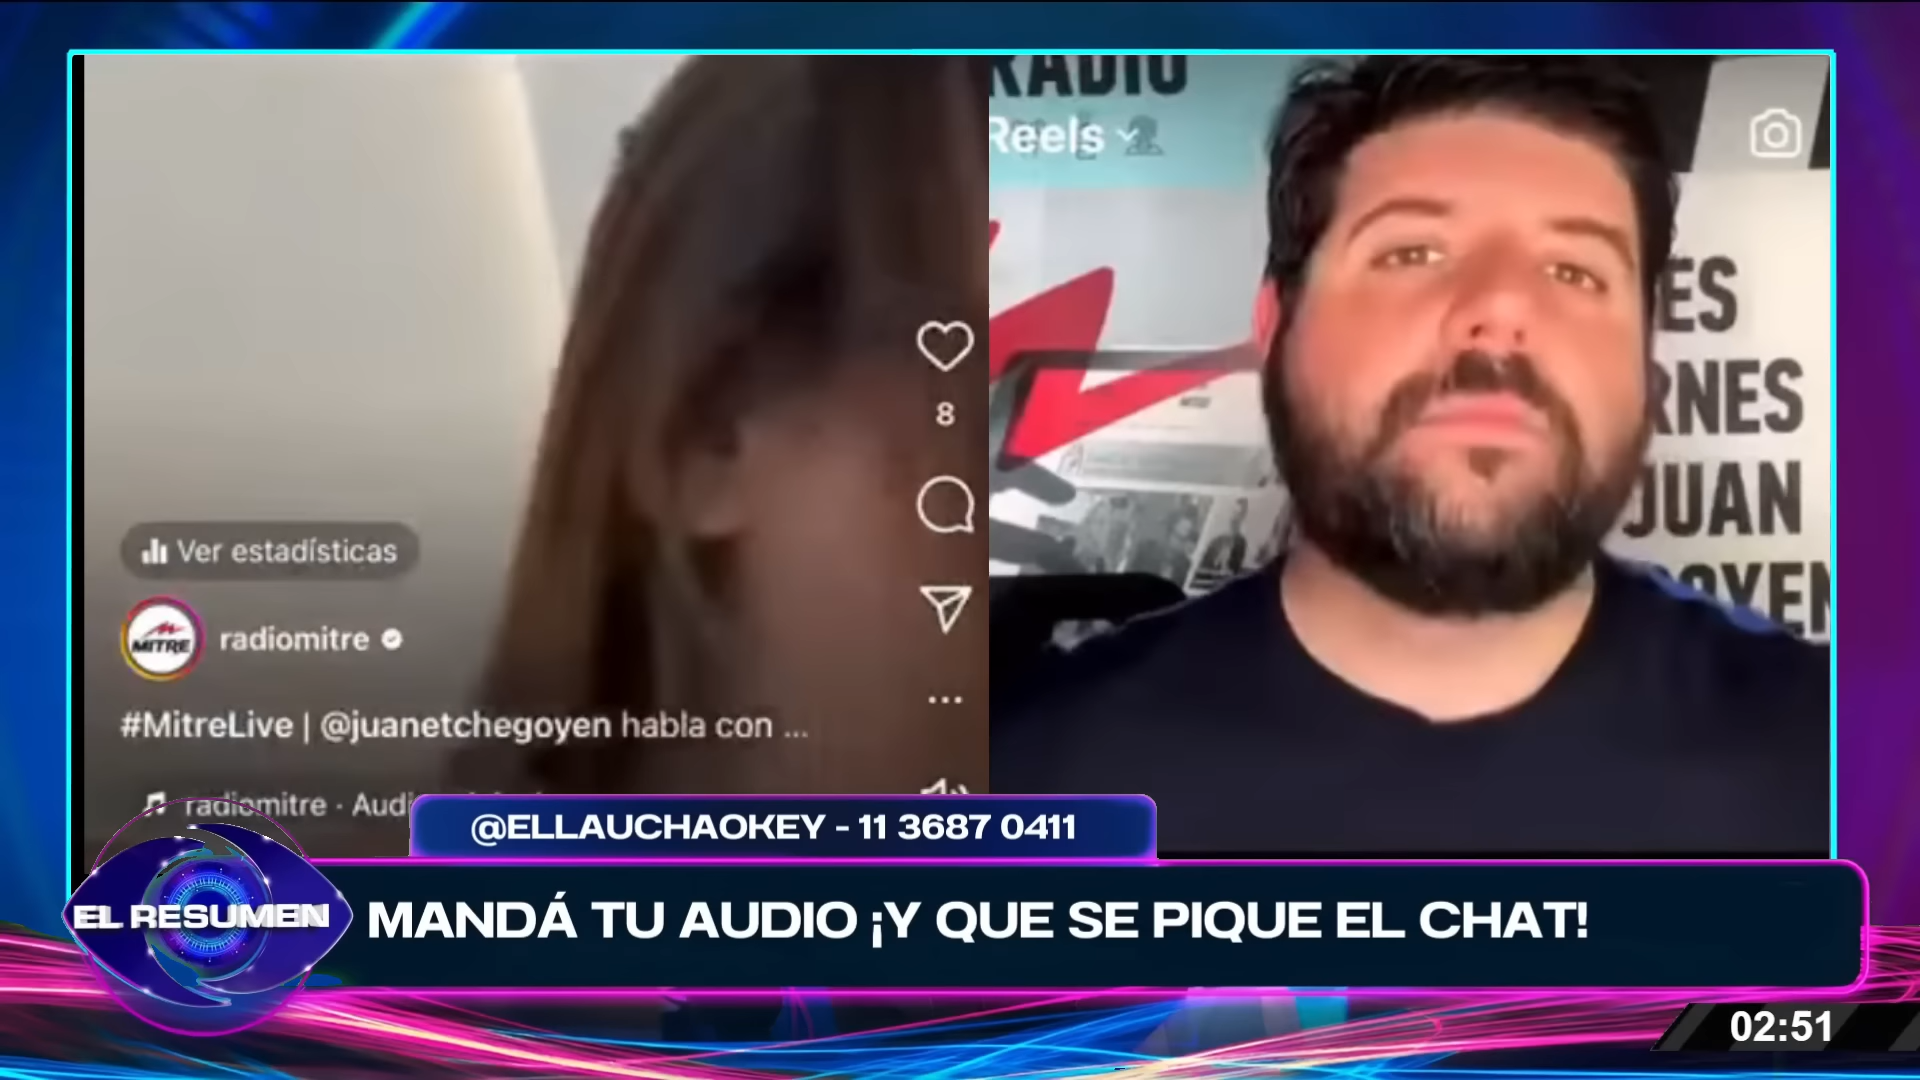 RADIO
Reels
ES
RNES
JUAN
GOYEN
8
Ver estadísticas
MITRE
radiomitre
#MitreLive | @juanetchegoyen habla con ...
radiomitre · Audi
@ELLAUCHAOKEY - 11 3687 0411
EL RESUMEN
MANDÁ TU AUDIO ¡Y QUE SE PIQUE EL CHAT!
02:51